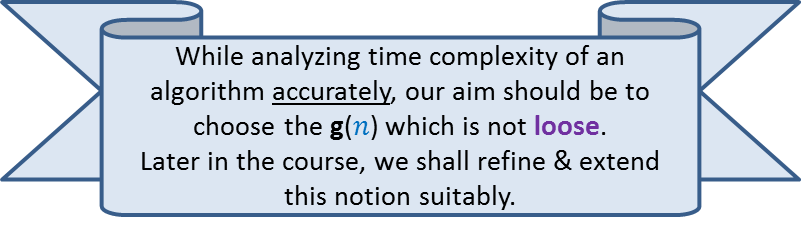 While analyzing time complexity of an
algorithm accurately, our aim should be to
choose the g(n) which is not loose.
Later in the course, we shall refine & extend
this notion suitably.